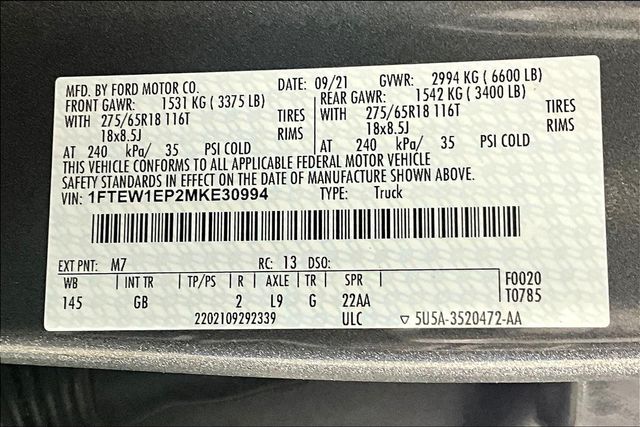 MFD. BY FORD MOTOR CO. DATE: 09/21 GVWR: 2994 KG ( 6600 LB)
FRONT GAWR: 1531 KG ( 3375 LB) REAR GAWR: 1542 KG ( 3400 LB)
WITH 275/65R18 116T TIRES WITH 275/65R18 116T TIRES
18x8.5J RIMS 18x8.5J RIMS
AT 240 kPa/ 35 PSI COLD AT 240 kPa/ 35 PSI COLD
THIS VEHICLE CONFORMS TO ALL APPLICABLE FEDERAL MOTOR VEHICLE
SAFETY STANDARDS IN EFFECT ON THE DATE OF MANUFACTURE SHOWN ABOVE.
VIN: 1FTEW1EP2MKE30994 TYPE: Truck
EXT PNT: M7 RC: 13 DSO:
WB INT TR TP/PS R AXLE TR SPR F0020
145 GB 2 L9 G 22AA T0785
2202109292339 ULC ▽ 5U5A-3520472-AA